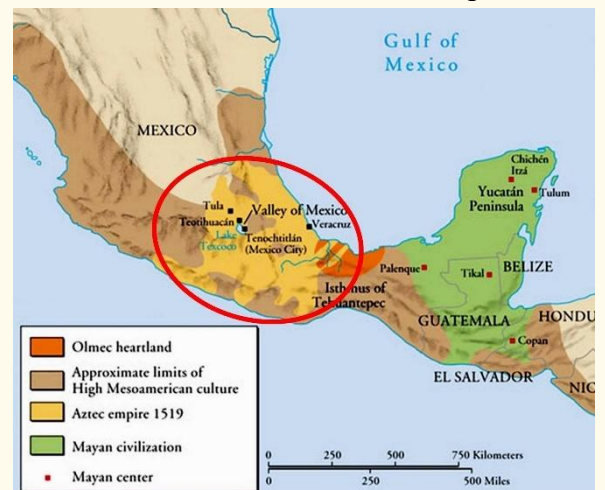 Gulf of
Mexico
MEXICO
Chichén
Itzá
Yucatán
Peninsula
Tulum
Tula
Valley of Mexico
Teotihuacán
Veracruz
Lake
Texcoco
Tenochtitlán
(Mexico City)
Palenque
Tikal
BELIZE
Isthmus of
Tehuantepec
GUATEMALA
HONDU
Copan
EL SALVADOR
NIC
Olmec heartland
Approximate limits of
High Mesoamerican culture
Aztec empire 1519
Mayan civilization
Mayan center
0 250 500 750 Kilometers
0 250 500 Miles